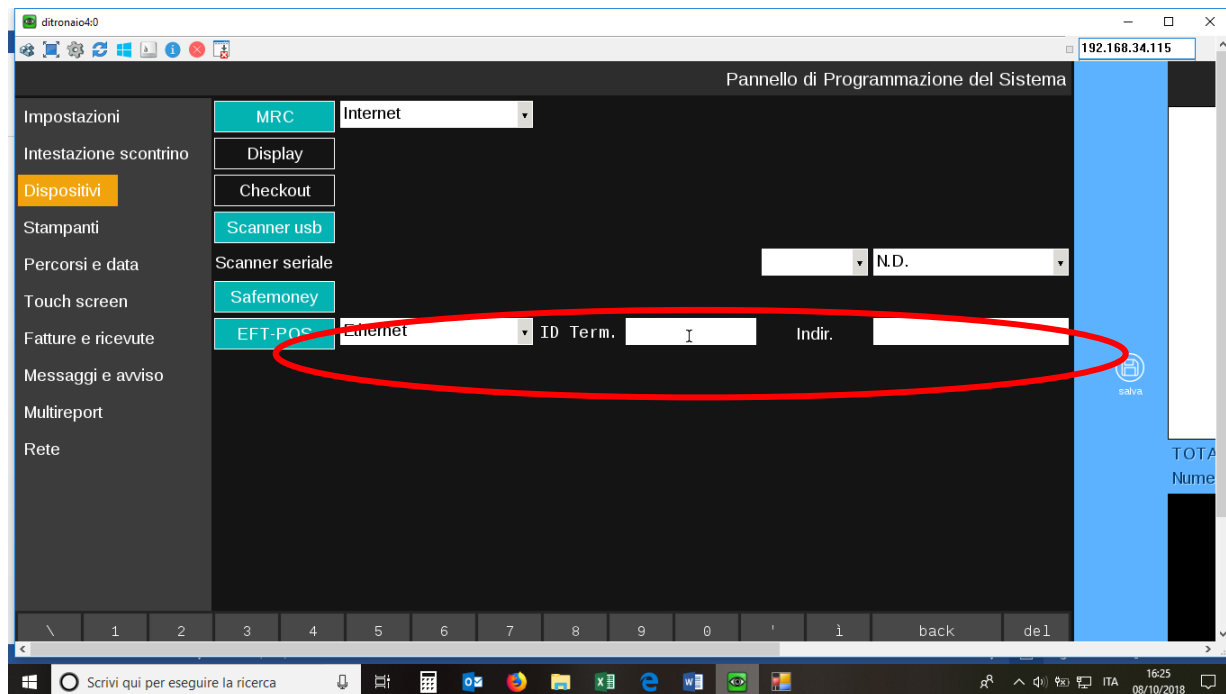 ditronaio4:0
192.168.34.115
Pannello di Programmazione del Sistema
Impostazioni
MRC
Internet
Intestazione scontrino
Display
Dispositivi
Checkout
Stampanti
Scanner usb
Percorsi e data
Scanner seriale
N.D.
Touch screen
Safemoney
Fatture e ricevute
EFT-POS
Ethernet
ID Term.
Indir.
Messaggi e avviso
salva
Multireport
Rete
TOTA
Nume
\ 1 2 3 4 5 6 7 8 9 0 ' ì back del
Scrivi qui per eseguire la ricerca
ITA
16:25
08/10/2018